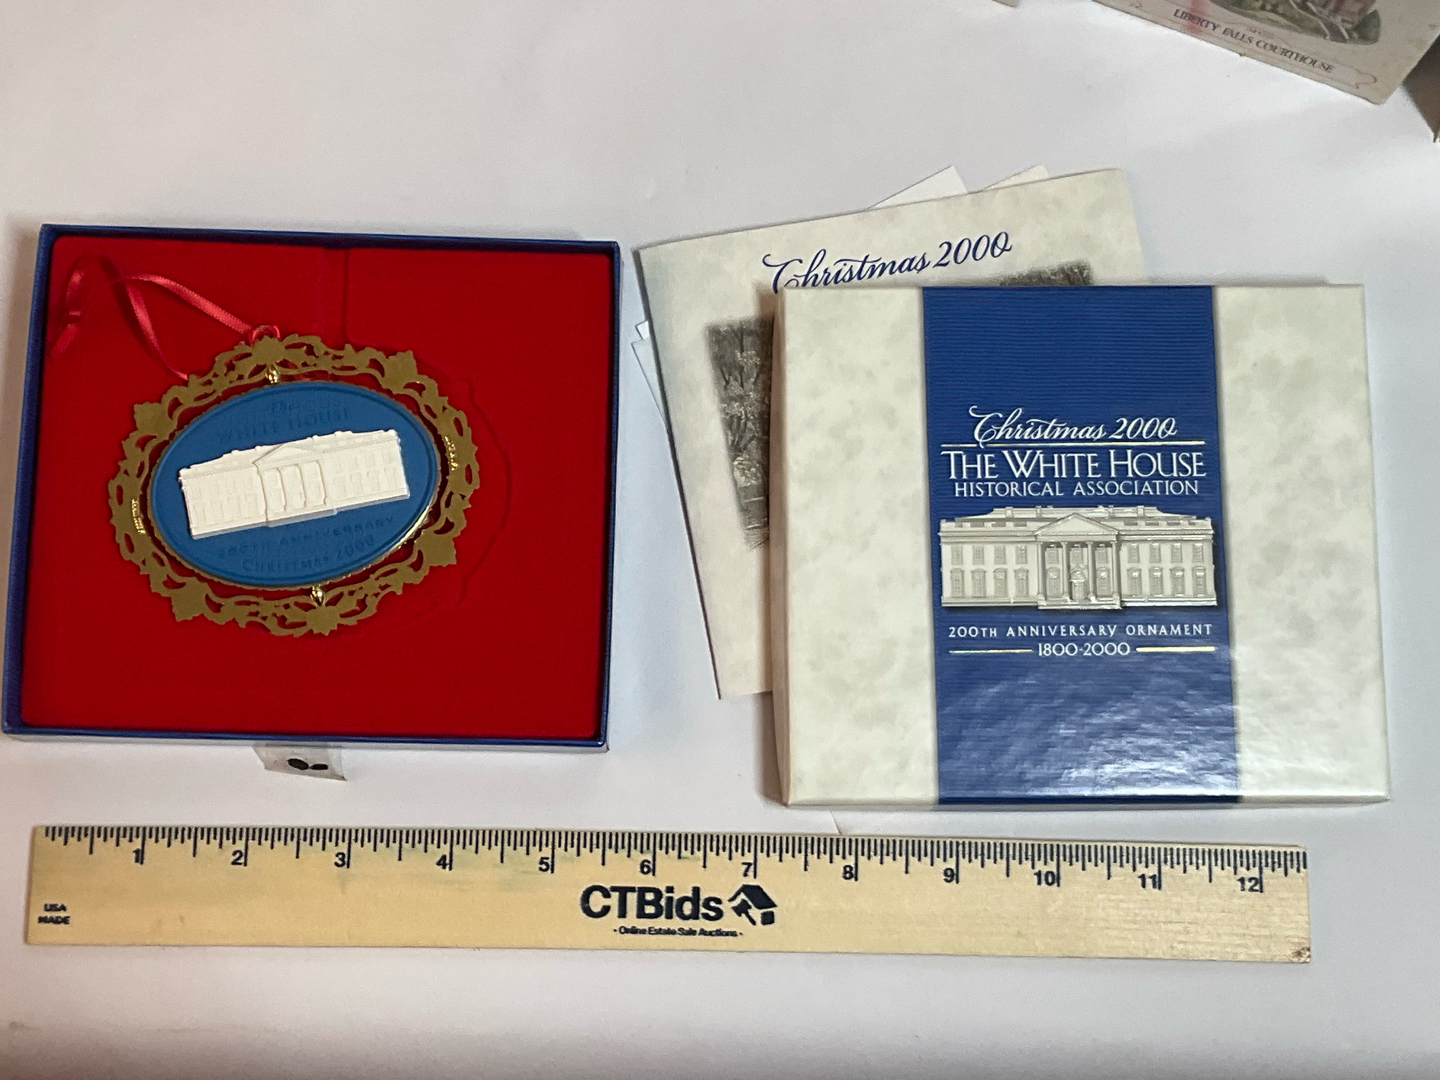 LIBERTY FALLS COURTHOUSE
Christmas 2000
The
WHITE HOUSE
200TH ANNIVERSARY
CHRISTMAS 2000
Christmas 2000
THE WHITE HOUSE
HISTORICAL ASSOCIATION
200TH ANNIVERSARY ORNAMENT
1800-2000
1 2 3 4 5 6 7 8 9 10 11 12
USA
MADE
CTBids
- Online Estate Sale Auctions -